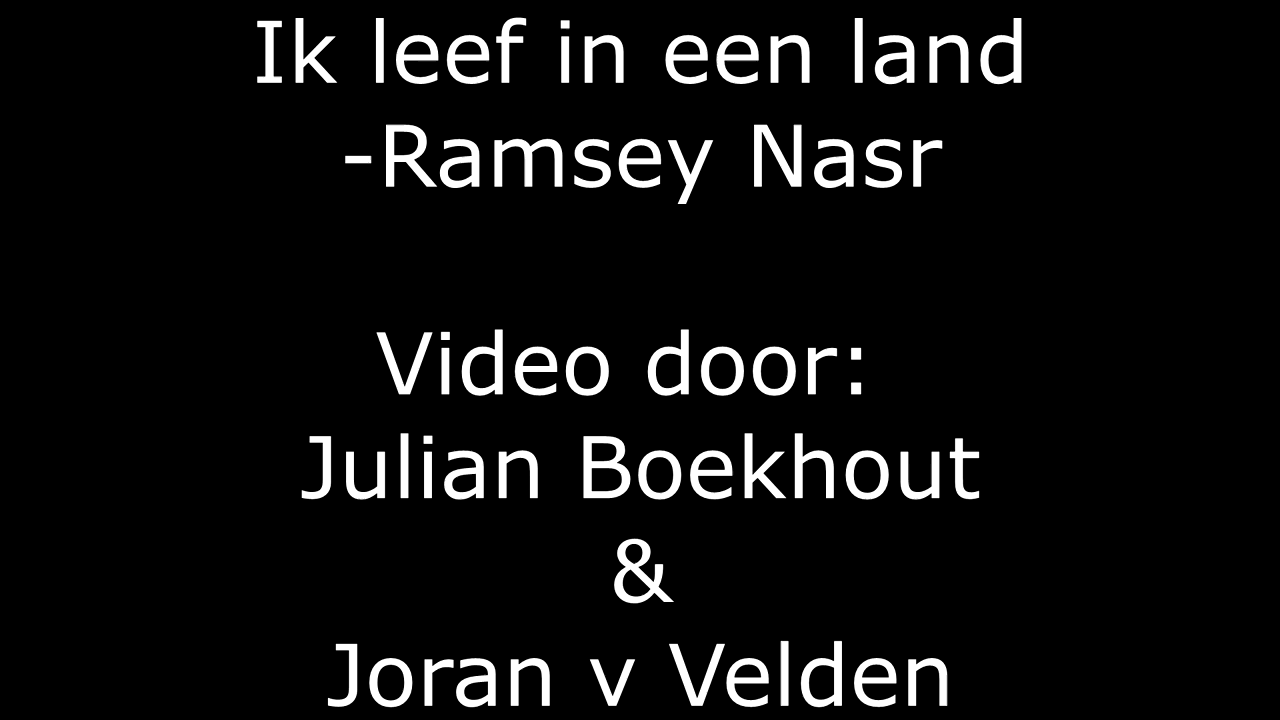 Ik leef in een land
-Ramsey Nasr
Video door:
Julian Boekhout
&
Joran v Velden